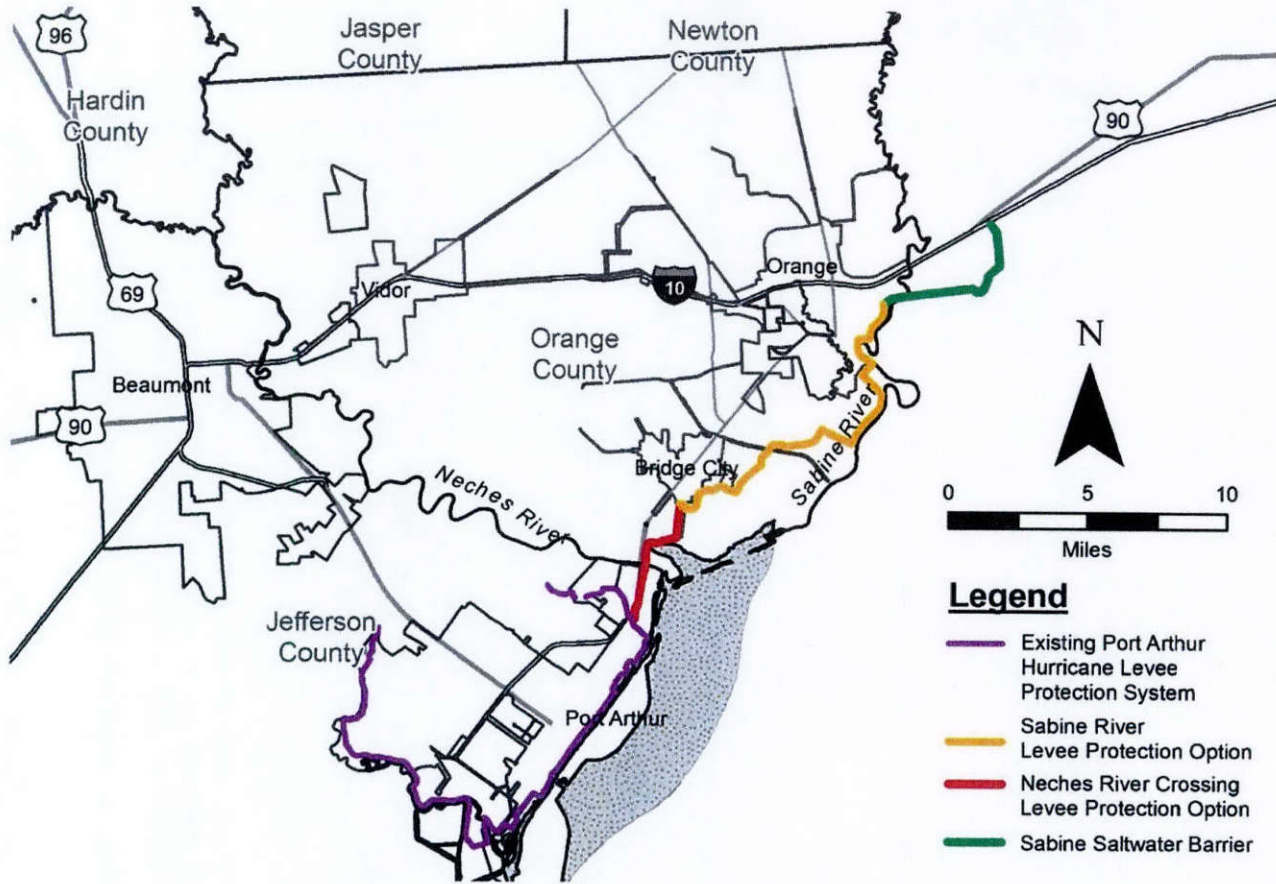 96
Jasper
County
Newton
County
Hardin
County
90
69
Vidor
10
Orange
Orange
County
Beaumont
90
Bridge City
Sabine River
Neches River
Jefferson
County
Port Arthur
N
0 5 10
Miles
Legend
Existing Port Arthur
Hurricane Levee
Protection System
Sabine River
Levee Protection Option
Neches River Crossing
Levee Protection Option
Sabine Saltwater Barrier